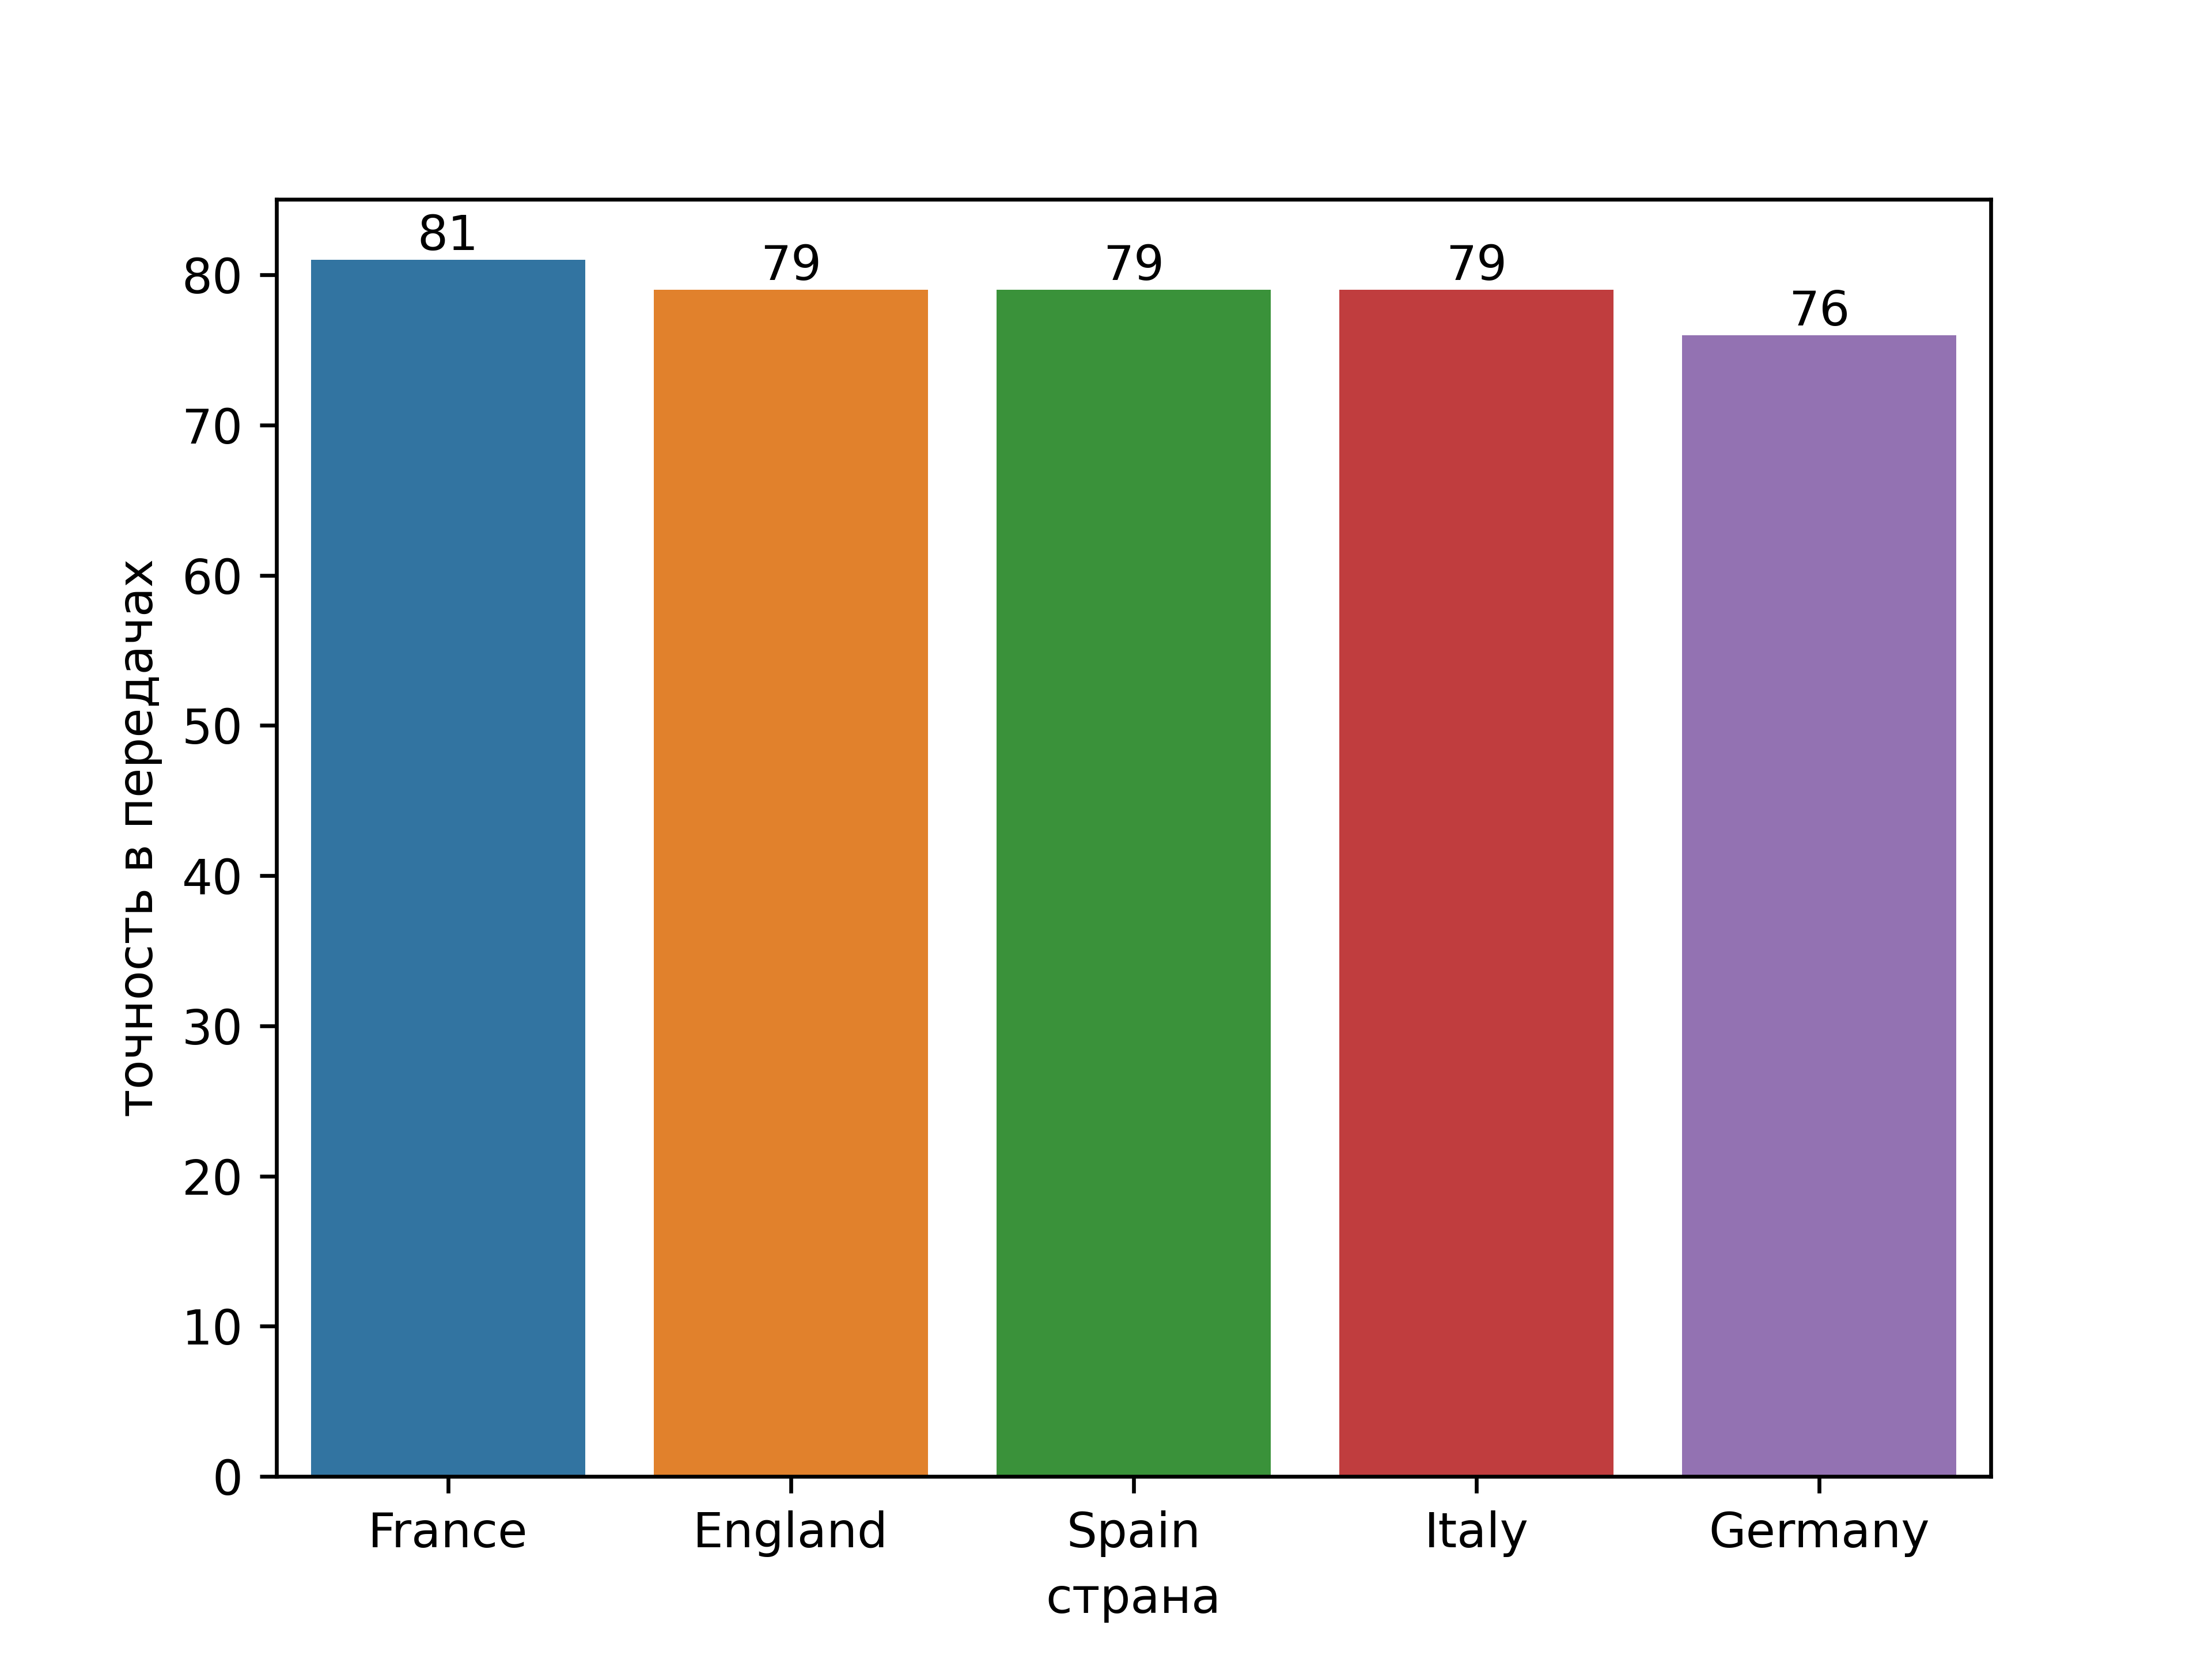 81
79
79
79
76
80
70
60
50
40
30
20
10
0
точность в передачах
France
England
Spain
Italy
Germany
страна